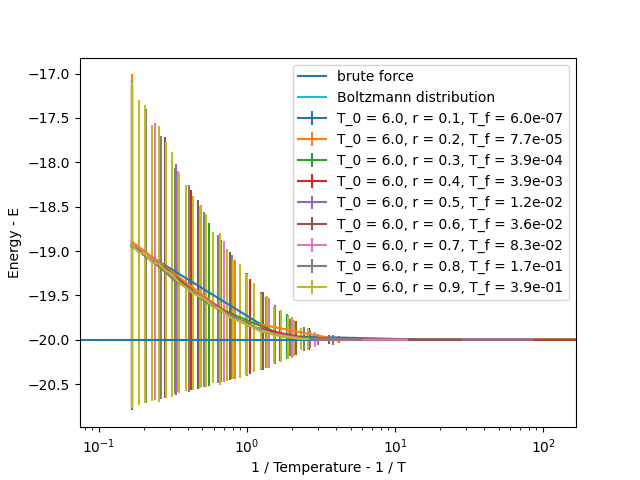 −17.0
−17.5
−18.0
−18.5
−19.0
−19.5
−20.0
−20.5
Energy - E
brute force
Boltzmann distribution
T_0 = 6.0, r = 0.1, T_f = 6.0e-07
T_0 = 6.0, r = 0.2, T_f = 7.7e-05
T_0 = 6.0, r = 0.3, T_f = 3.9e-04
T_0 = 6.0, r = 0.4, T_f = 3.9e-03
T_0 = 6.0, r = 0.5, T_f = 1.2e-02
T_0 = 6.0, r = 0.6, T_f = 3.6e-02
T_0 = 6.0, r = 0.7, T_f = 8.3e-02
T_0 = 6.0, r = 0.8, T_f = 1.7e-01
T_0 = 6.0, r = 0.9, T_f = 3.9e-01
10⁻¹ 10⁰ 10¹ 10²
1 / Temperature - 1 / T